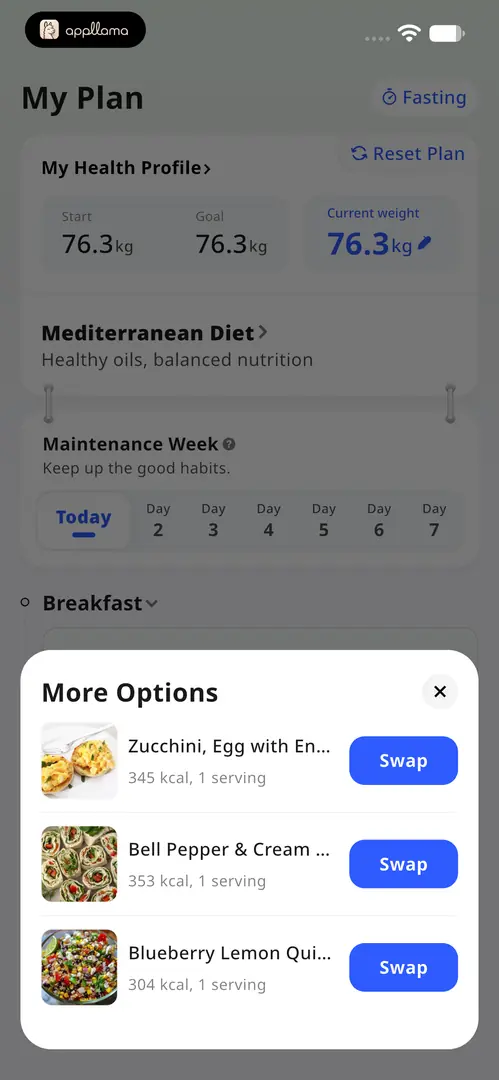 appllama
My Plan
Fasting
Reset Plan
My Health Profile>
Start
Goal
Current weight
76.3kg
76.3kg
76.3kg
Mediterranean Diet>
Healthy oils, balanced nutrition
Maintenance Week ?
Keep up the good habits.
Today
Day
2
Day
3
Day
4
Day
5
Day
6
Day
7
Breakfast
More Options
Zucchini, Egg with En...
345 kcal, 1 serving
Swap
Bell Pepper & Cream ...
353 kcal, 1 serving
Swap
Blueberry Lemon Qui...
304 kcal, 1 serving
Swap